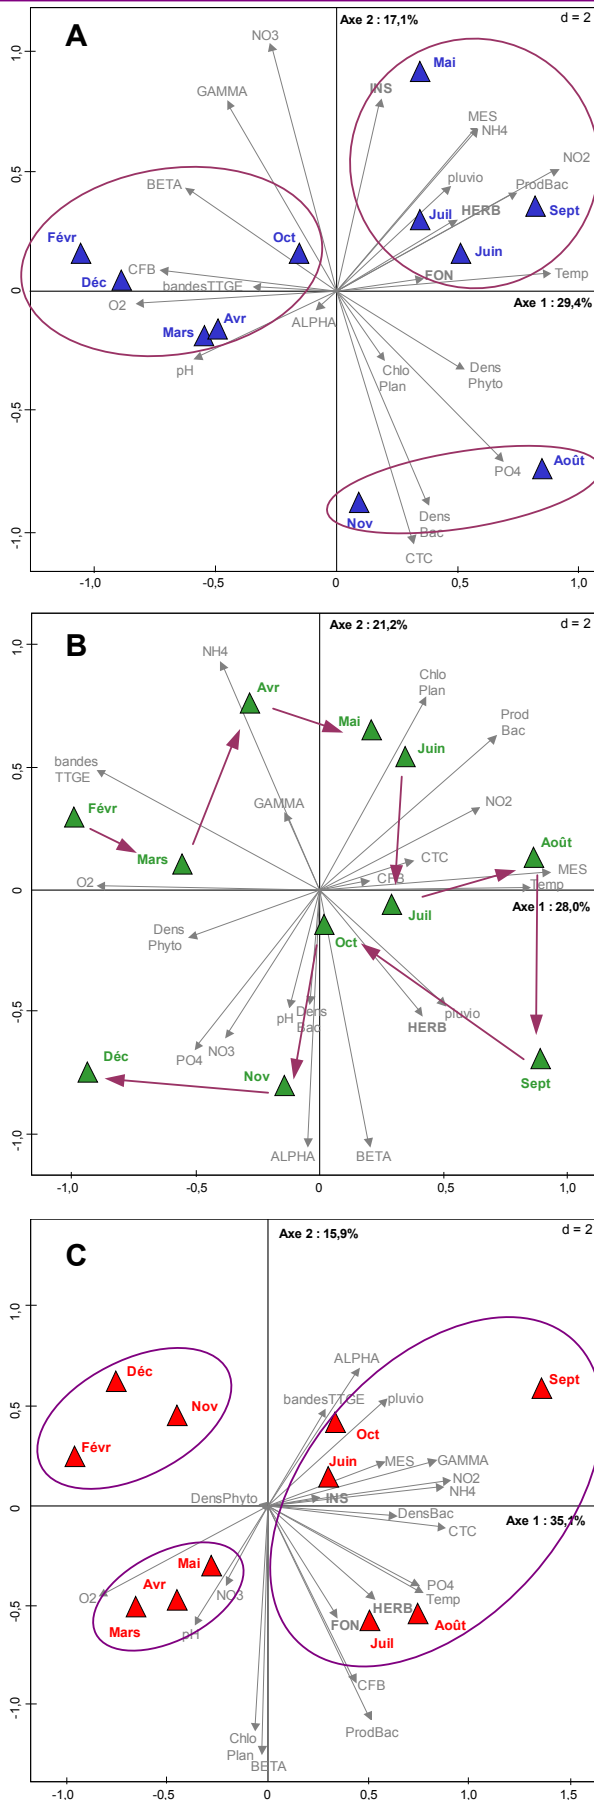 A
Axe 2 : 17,1%
d = 2
NO3
Mai
GAMMA
INS
MES
NH4
NO2
BETA
pluvio
ProdBac
HERB
Juil
Sept
Févr
Oct
Juin
CFB
Déc
bandesTTGE
FON
Temp
O2
ALPHA
Axe 1 : 29,4%
Mars
Avr
pH
Chlo
Plan
Dens
Phyto
Août
PO4
Nov
Dens
Bac
CTC
1,0
0,5
0
-0,5
-1,0
-1,0
-0,5
0
0,5
1,0
B
Axe 2 : 21,2%
d = 2
NH4
Avr
Chlo
Plan
Mai
Prod
Bac
Juin
bandes
TTGE
GAMMA
NO2
Févr
Mars
CTC
Août
MES
O2
CFB
Temp
Axe 1 : 28,0%
Juil
Dens
Phyto
Oct
pH
Dens
Bac
HERB
pluvio
PO4
NO3
Déc
Nov
Sept
ALPHA
BETA
1,0
0,5
0
-0,5
-1,0
-1,0
-0,5
0
0,5
1,0
C
Axe 2 : 15,9%
d = 2
ALPHA
Déc
Sept
bandesTTGE
pluvio
Nov
Oct
Févr
Juin
MES
GAMMA
NO2
NH4
DensPhyto
INS
DensBac
Axe 1 : 35,1%
CTC
Mai
Avr
O2
NO3
PO4
Temp
HERB
Mars
pH
FON
Juil
Août
CFB
ProdBac
Chlo
Plan
BETA
1,0
0,5
0
-0,5
-1,0
-1,0
-0,5
0
0,5
1,0
1,5